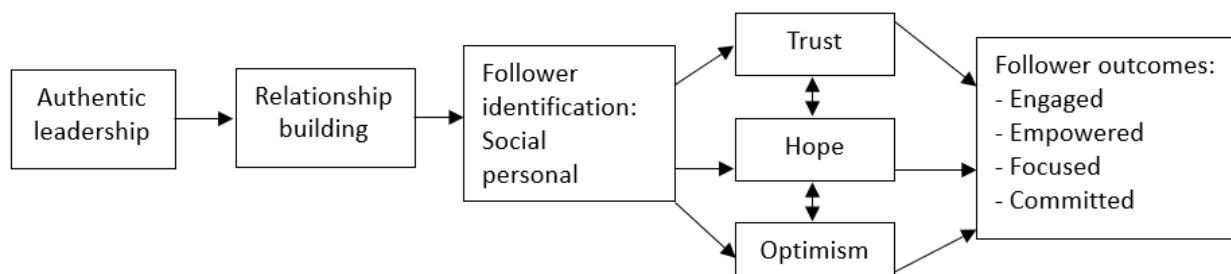 Authentic
leadership
Relationship
building
Follower
identification:
Social
personal
Trust
Hope
Optimism
Follower outcomes:
- Engaged
- Empowered
- Focused
- Committed